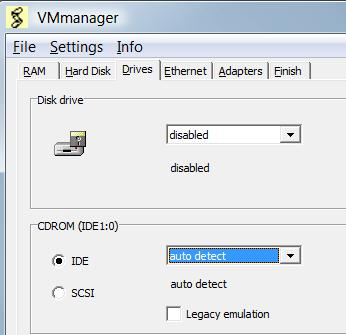 VMmanager
File Settings Info
RAM Hard Disk Drives Ethernet Adapters Finish
Disk drive
disabled
disabled
CDROM (IDE1:0)
IDE auto detect
SCSI auto detect
Legacy emulation